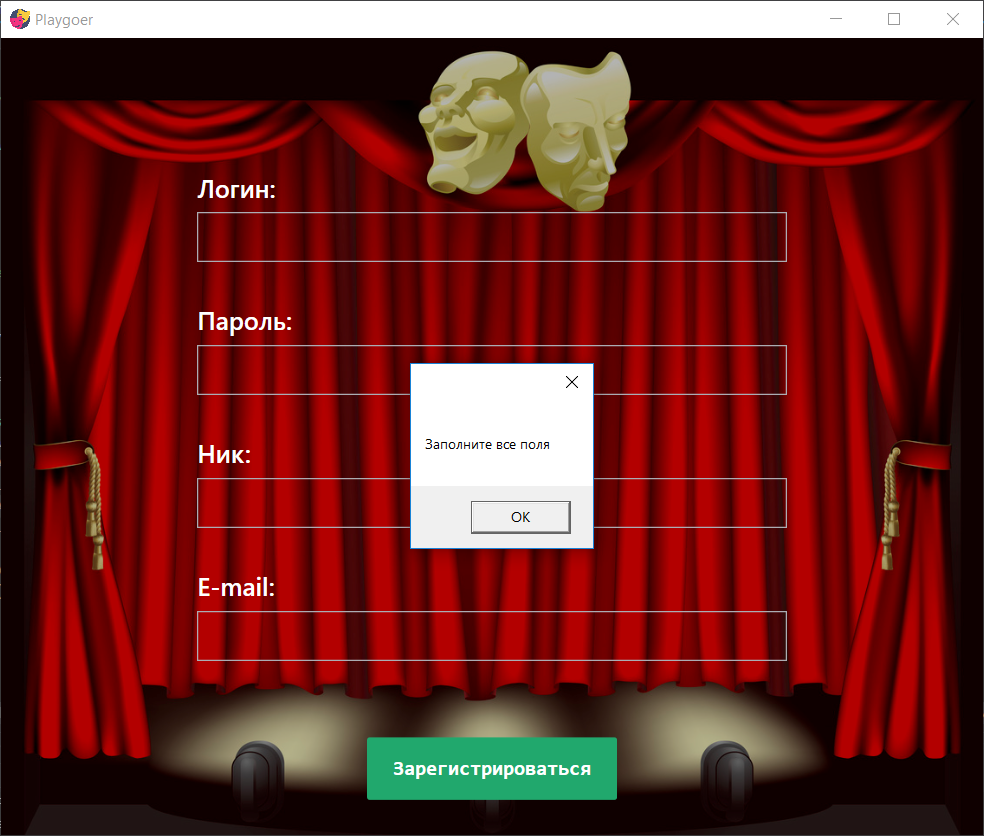 Playgoer
Логин:
Пароль:
Заполните все поля
Ник:
OK
E-mail:
Зарегистрироваться